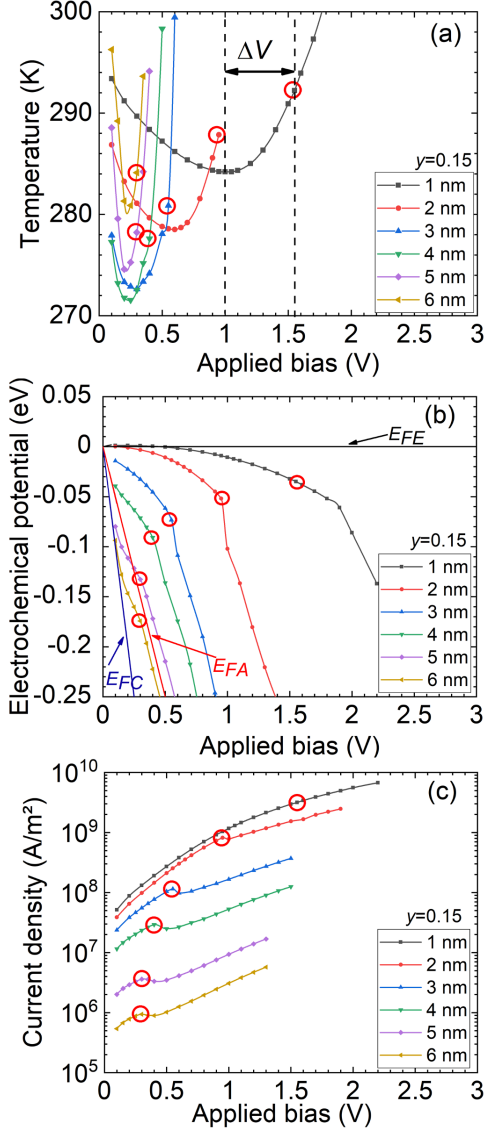 300
290
280
270
Temperature (K)
(a)
ΔV
y=0.15
1 nm
2 nm
3 nm
4 nm
5 nm
6 nm
0 0.5 1 1.5 2 2.5 3
Applied bias (V)
0.05
0
-0.05
-0.1
-0.15
-0.2
-0.25
Electrochemical potential (eV)
(b)
E_FE
E_FC
E_FA
y=0.15
1 nm
2 nm
3 nm
4 nm
5 nm
6 nm
0 0.5 1 1.5 2 2.5 3
Applied bias (V)
10¹⁰
10⁹
10⁸
10⁷
10⁶
10⁵
Current density (A/m²)
(c)
y=0.15
1 nm
2 nm
3 nm
4 nm
5 nm
6 nm
0 0.5 1 1.5 2 2.5 3
Applied bias (V)